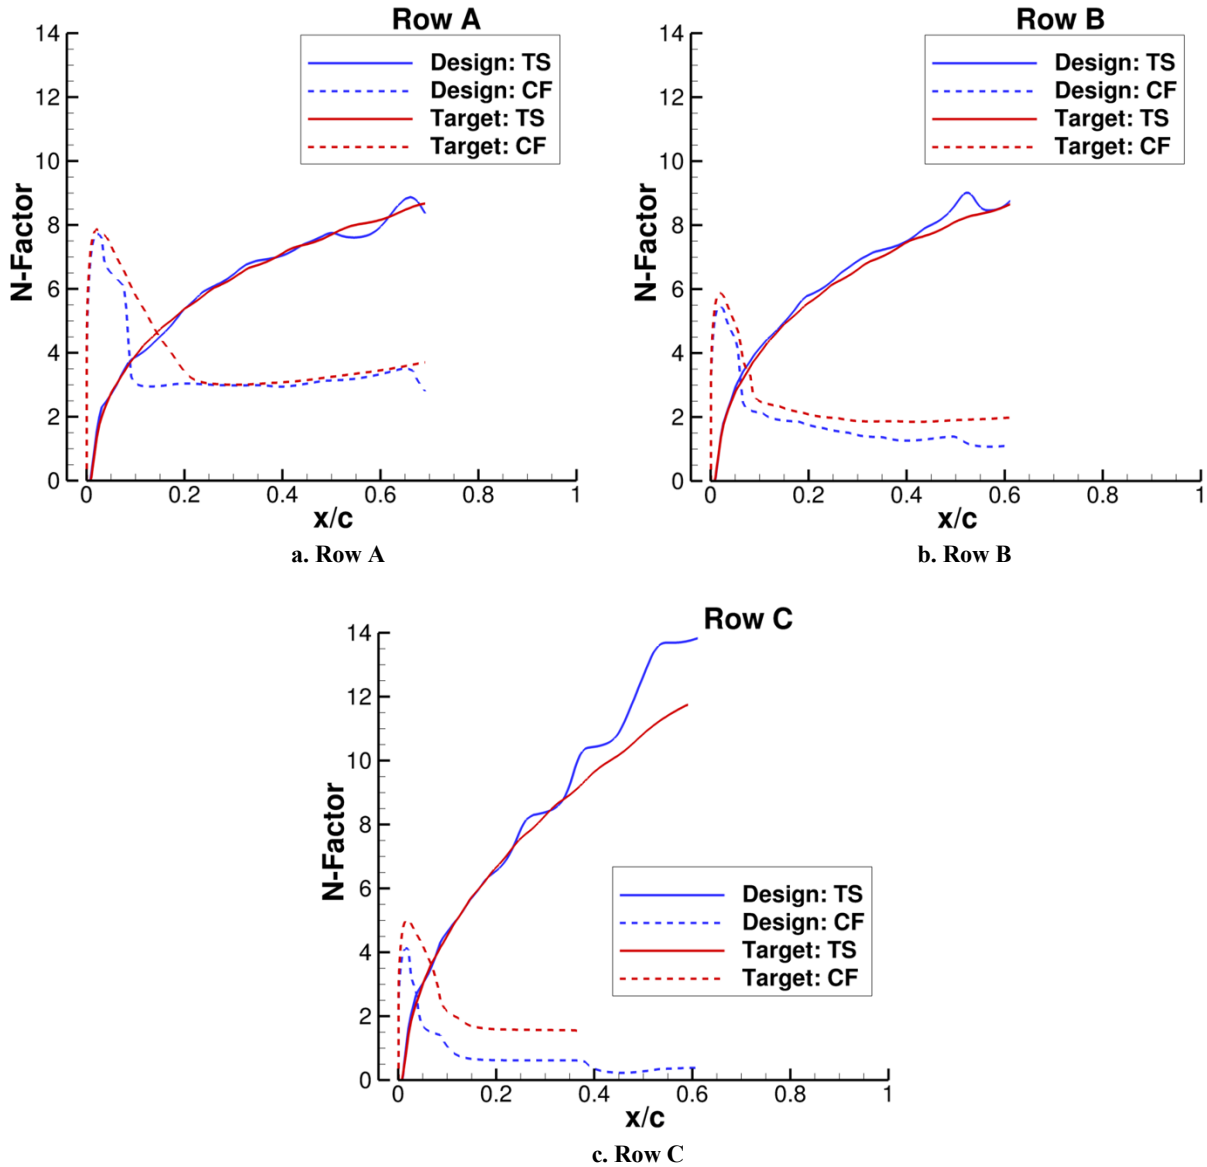 Row A
14
12
10
8
6
4
2
0
N-Factor
Design: TS
Design: CF
Target: TS
Target: CF
0 0.2 0.4 0.6 0.8 1
x/c
a. Row A
Row B
14
12
10
8
6
4
2
0
N-Factor
Design: TS
Design: CF
Target: TS
Target: CF
0 0.2 0.4 0.6 0.8 1
x/c
b. Row B
Row C
14
12
10
8
6
4
2
0
N-Factor
Design: TS
Design: CF
Target: TS
Target: CF
0 0.2 0.4 0.6 0.8 1
x/c
c. Row C